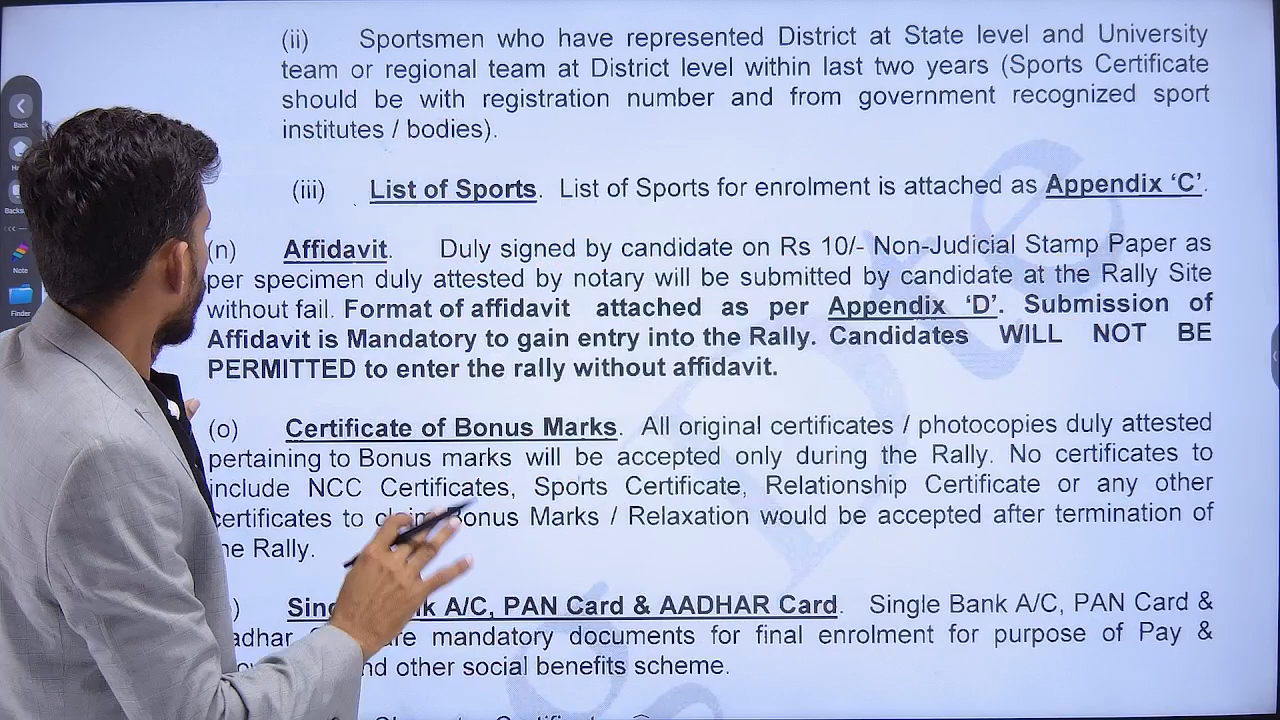 (ii) Sportsmen who have represented District at State level and University
team or regional team at District level within last two years (Sports Certificate
should be with registration number and from government recognized sport
institutes / bodies).
(iii) List of Sports. List of Sports for enrolment is attached as Appendix ‘C’.
(n) Affidavit. Duly signed by candidate on Rs 10/- Non-Judicial Stamp Paper as
per specimen duly attested by notary will be submitted by candidate at the Rally Site
without fail. Format of affidavit attached as per Appendix ‘D’. Submission of
Affidavit is Mandatory to gain entry into the Rally. Candidates WILL NOT BE
PERMITTED to enter the rally without affidavit.
(o) Certificate of Bonus Marks. All original certificates / photocopies duly attested
pertaining to Bonus marks will be accepted only during the Rally. No certificates to
include NCC Certificates, Sports Certificate, Relationship Certificate or any other
certificates to claim Bonus Marks / Relaxation would be accepted after termination of
the Rally.
A/C, PAN Card & AADHAR Card. Single Bank A/C, PAN Card &
mandatory documents for final enrolment for purpose of Pay &
and other social benefits scheme.
Back
Note
Finder
Dte